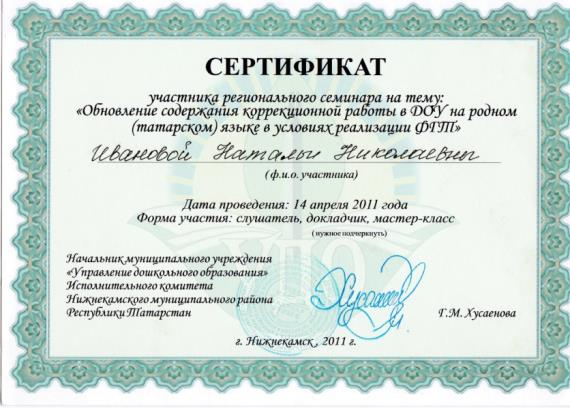 СЕРТИФИКАТ
участника регионального семинара на тему:
«Обновление содержания коррекционной работы в ДОУ на родном
(татарском) языке в условиях реализации ФГТ»
Ивановой Натальи Николаевны
(ф.и.о. участника)
Дата проведения: 14 апреля 2011 года
Форма участия: слушатель, докладчик, мастер-класс
( нужное подчеркнуть)
Начальник муниципального учреждения
«Управление дошкольного образования»
Исполнительного комитета
Нижнекамского муниципального района
Республики Татарстан
Г.М. Хусаенова
г. Нижнекамск , 2011 г.